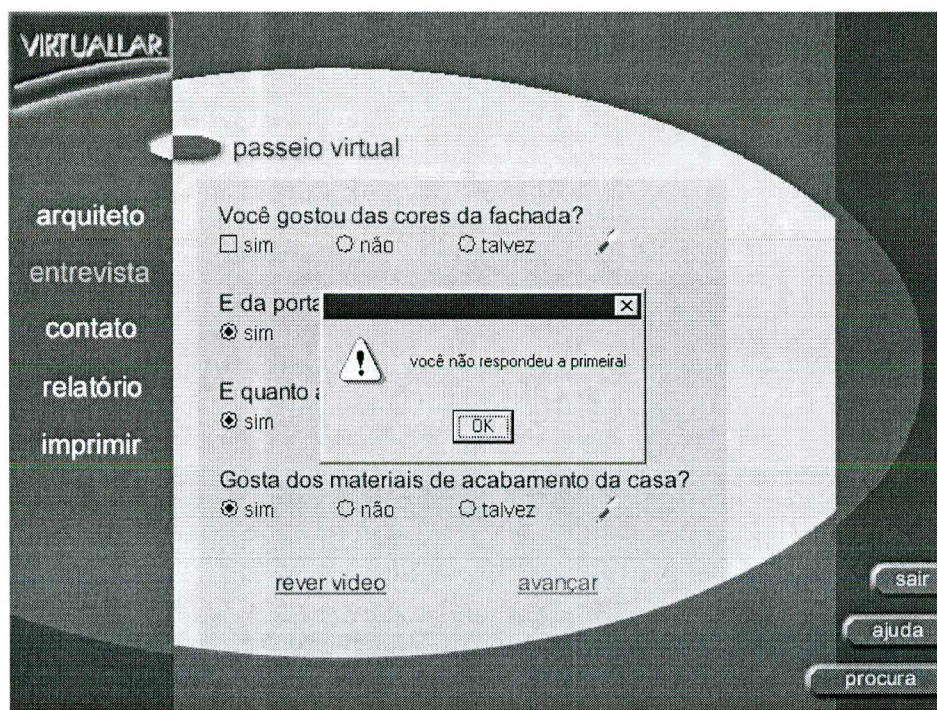 VIRTUALLAR
passeio virtual
arquiteto
entrevista
contato
relatório
imprimir
Você gostou das cores da fachada?
sim não talvez
E da porta
sim
você não respondeu a primeira!
OK
E quanto
sim
Gosta dos materiais de acabamento da casa?
sim não talvez
rever video avançar
sair
ajuda
procura